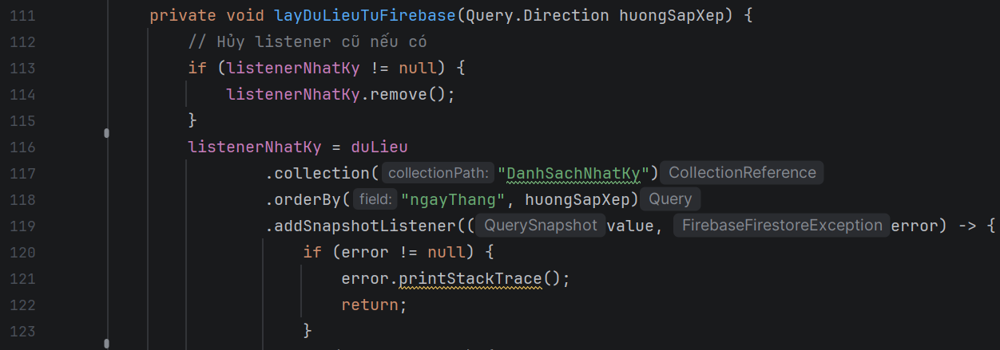 111 private void layDuLieuTuFirebase(Query.Direction huongSapXep) {
112 // Hủy listener cũ nếu có
113 if (listenerNhatKy != null) {
114 listenerNhatKy.remove();
115 }
116 listenerNhatKy = duLieu
117 .collection( collectionPath: "DanhSachNhatKy") CollectionReference
118 .orderBy( field: "ngayThang", huongSapXep) Query
119 .addSnapshotListener(( QuerySnapshot value, FirebaseFirestoreException error) -> {
120 if (error != null) {
121 error.printStackTrace();
122 return;
123 }